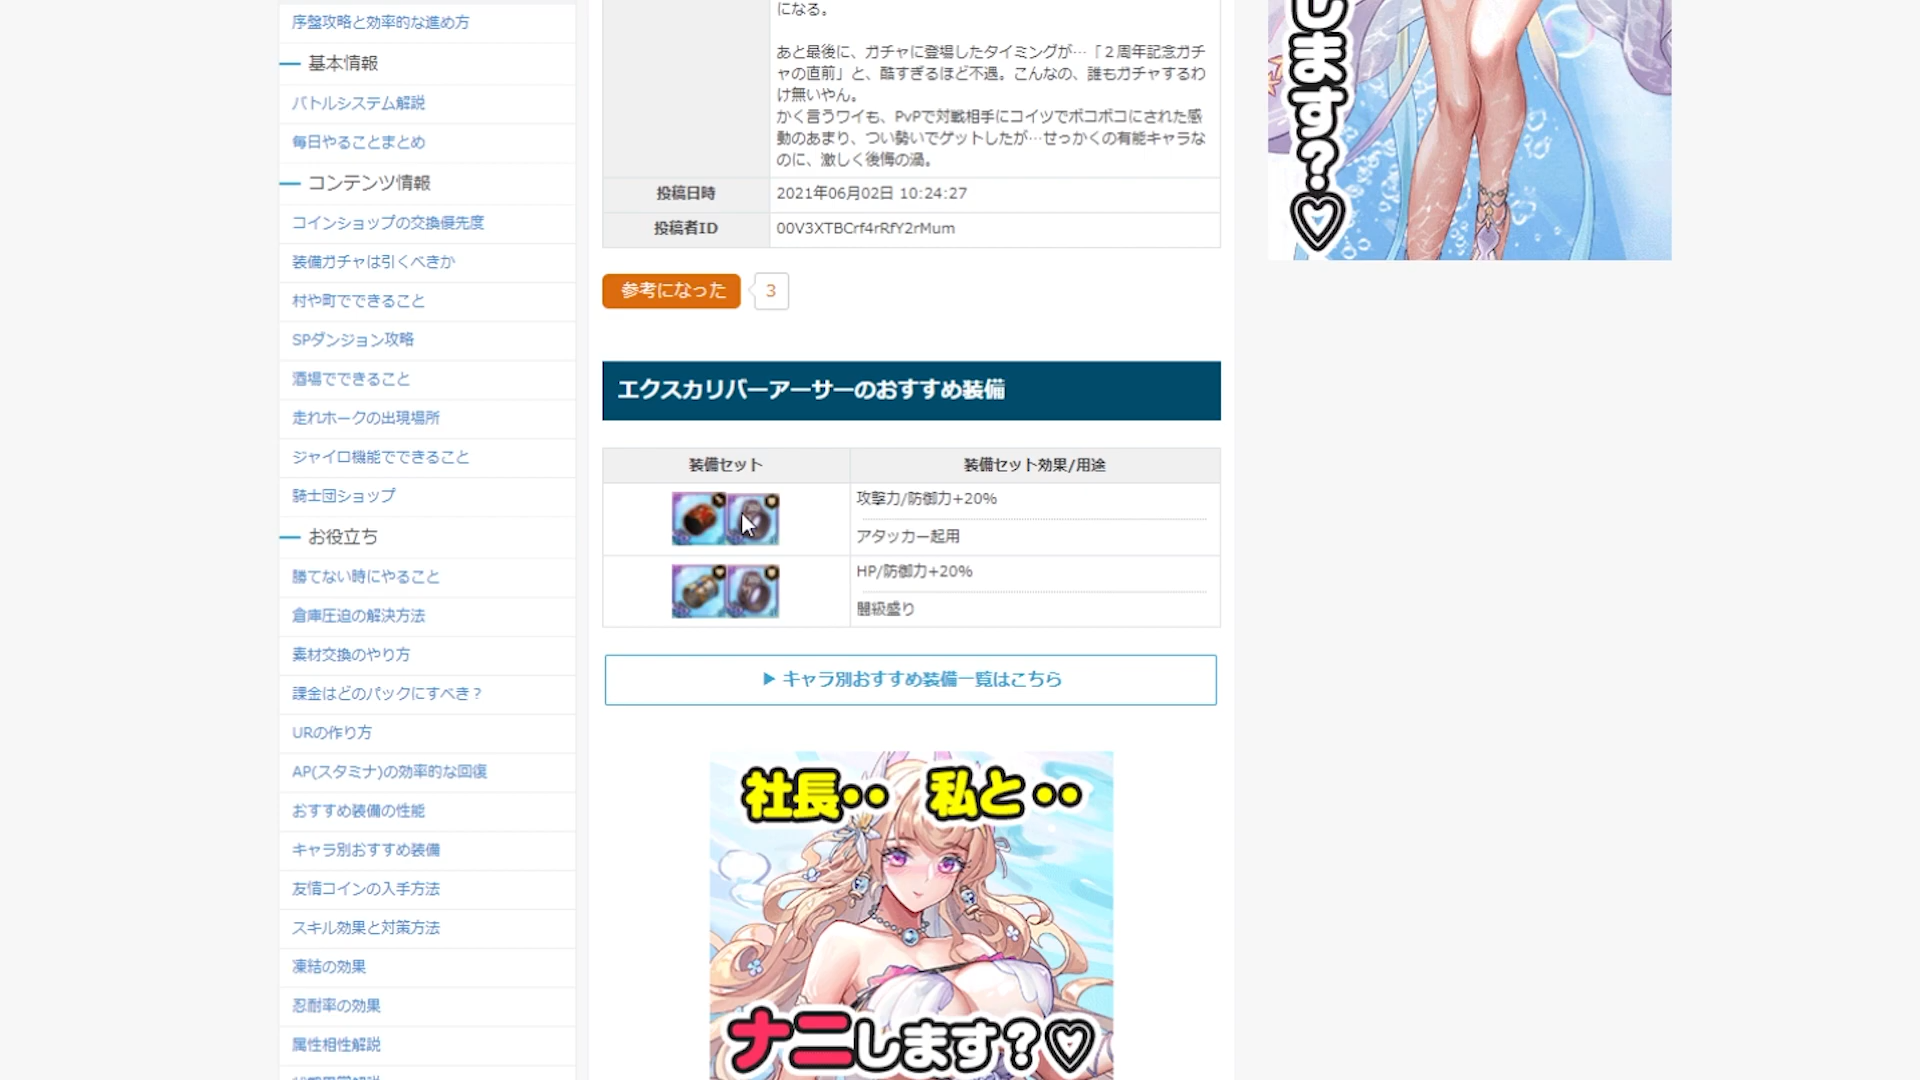 序盤攻略と効率的な進め方
基本情報
バトルシステム解説
毎日やることまとめ
コンテンツ情報
コインショップの交換優先度
装備ガチャは引くべきか
村や町でできること
SPダンジョン攻略
酒場でできること
走れホークの出現場所
ジャイロ機能でできること
騎士団ショップ
お役立ち
勝てない時にやること
倉庫圧迫の解決方法
素材交換のやり方
課金はどのパックにすべき？
URの作り方
AP(スタミナ)の効率的な回復
おすすめ装備の性能
キャラ別おすすめ装備
友情コインの入手方法
スキル効果と対策方法
凍結の効果
忍耐率の効果
属性相性解説
になる。
あと最後に、ガチャに登場したタイミングが…「２周年記念ガチ
ャの直前」と、酷すぎるほど不遇。こんなの、誰もガチャするわ
け無いやん。
かく言うワイも、PvPで対戦相手にコイツでボコボコにされた感
動のあまり、つい勢いでゲットしたが…せっかくの有能キャラな
のに、激しく後悔の渦。
投稿日時 2021年06月02日 10:24:27
投稿者ID 00V3XTBCrf4rRfY2rMum
参考になった 3
エクスカリバーアーサーのおすすめ装備
装備セット 装備セット効果/用途
攻撃力/防御力+20%
アタッカー起用
HP/防御力+20%
闘級盛り
▶ キャラ別おすすめ装備一覧はこちら
社長‥ 私と‥
ナニします？♡
します？♡